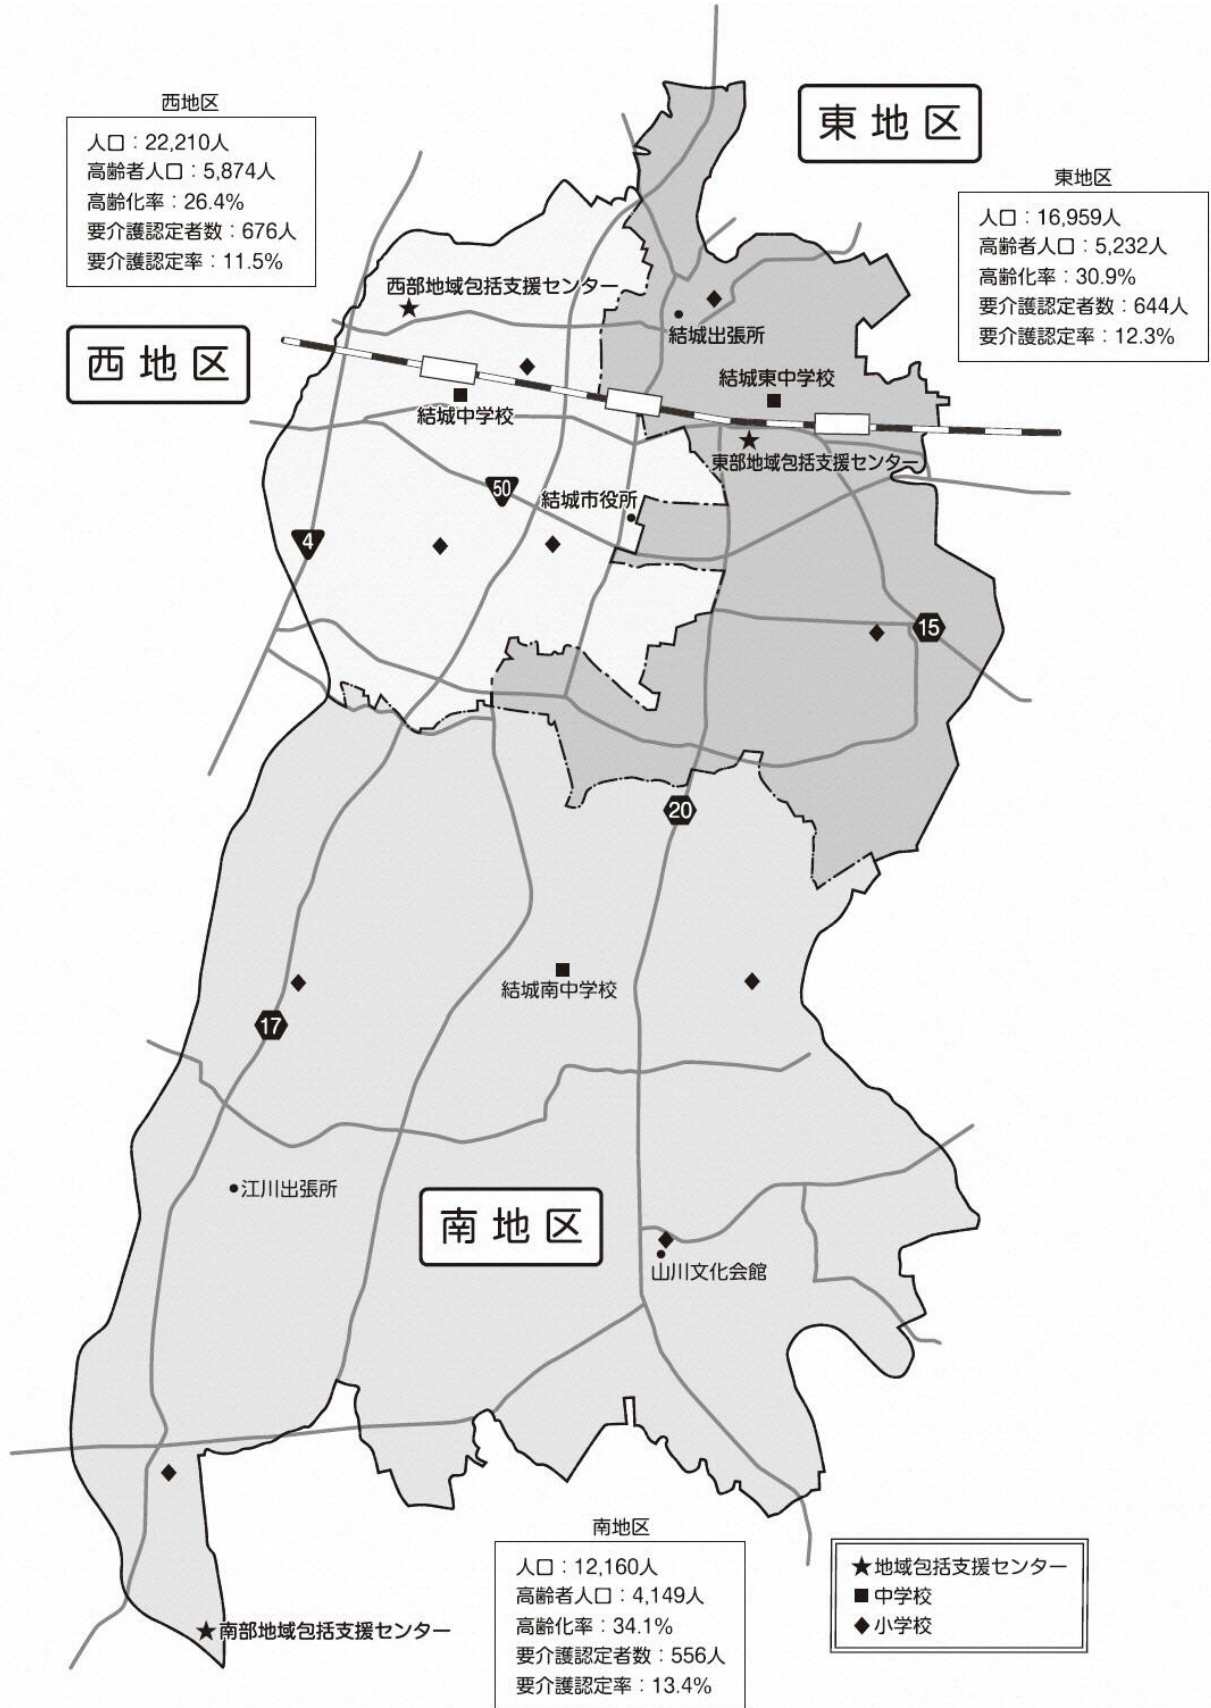 西地区
人口：22,210人
高齢者人口：5,874人
高齢化率：26.4%
要介護認定者数：676人
要介護認定率：11.5%
東地区
東地区
人口：16,959人
高齢者人口：5,232人
高齢化率：30.9%
要介護認定者数：644人
要介護認定率：12.3%
西部地域包括支援センター
★
結城出張所
西地区
結城東中学校
結城中学校
★
東部地域包括支援センター
50
結城市役所
4
15
20
結城南中学校
17
江川出張所
南地区
山川文化会館
★南部地域包括支援センター
南地区
人口：12,160人
高齢者人口：4,149人
高齢化率：34.1%
要介護認定者数：556人
要介護認定率：13.4%
★地域包括支援センター
■中学校
◆小学校